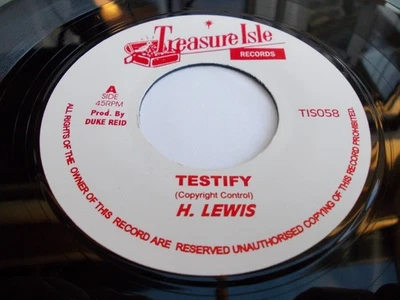 Treasure Isle
RECORDS
A
SIDE
45RPM
Prod. By
DUKE REID
TIS058
TESTIFY
(Copyright Control)
H. LEWIS
ALL RIGHTS OF THE OWNER OF THIS RECORD ARE RESERVED UNAUTHORISED COPYING OF THIS RECORD PROHIBITED.